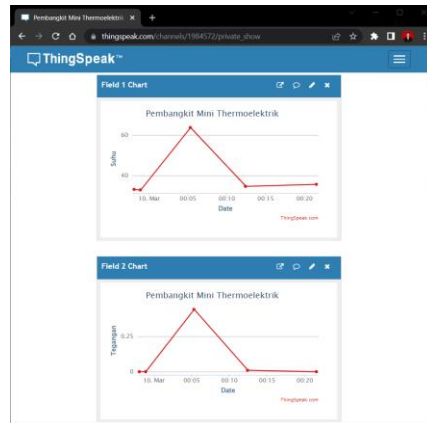 Pembangkit Mini Thermoelektrik
thingspeak.com/channels/1984572/private_show
ThingSpeak™
Field 1 Chart
Pembangkit Mini Thermoelektrik
Suhu
60
40
10. Mar 00:05 00:10 00:15 00:20
Date
ThingSpeak.com
Field 2 Chart
Pembangkit Mini Thermoelektrik
Tegangan
0.25
0
10. Mar 00:05 00:10 00:15 00:20
Date
ThingSpeak.com